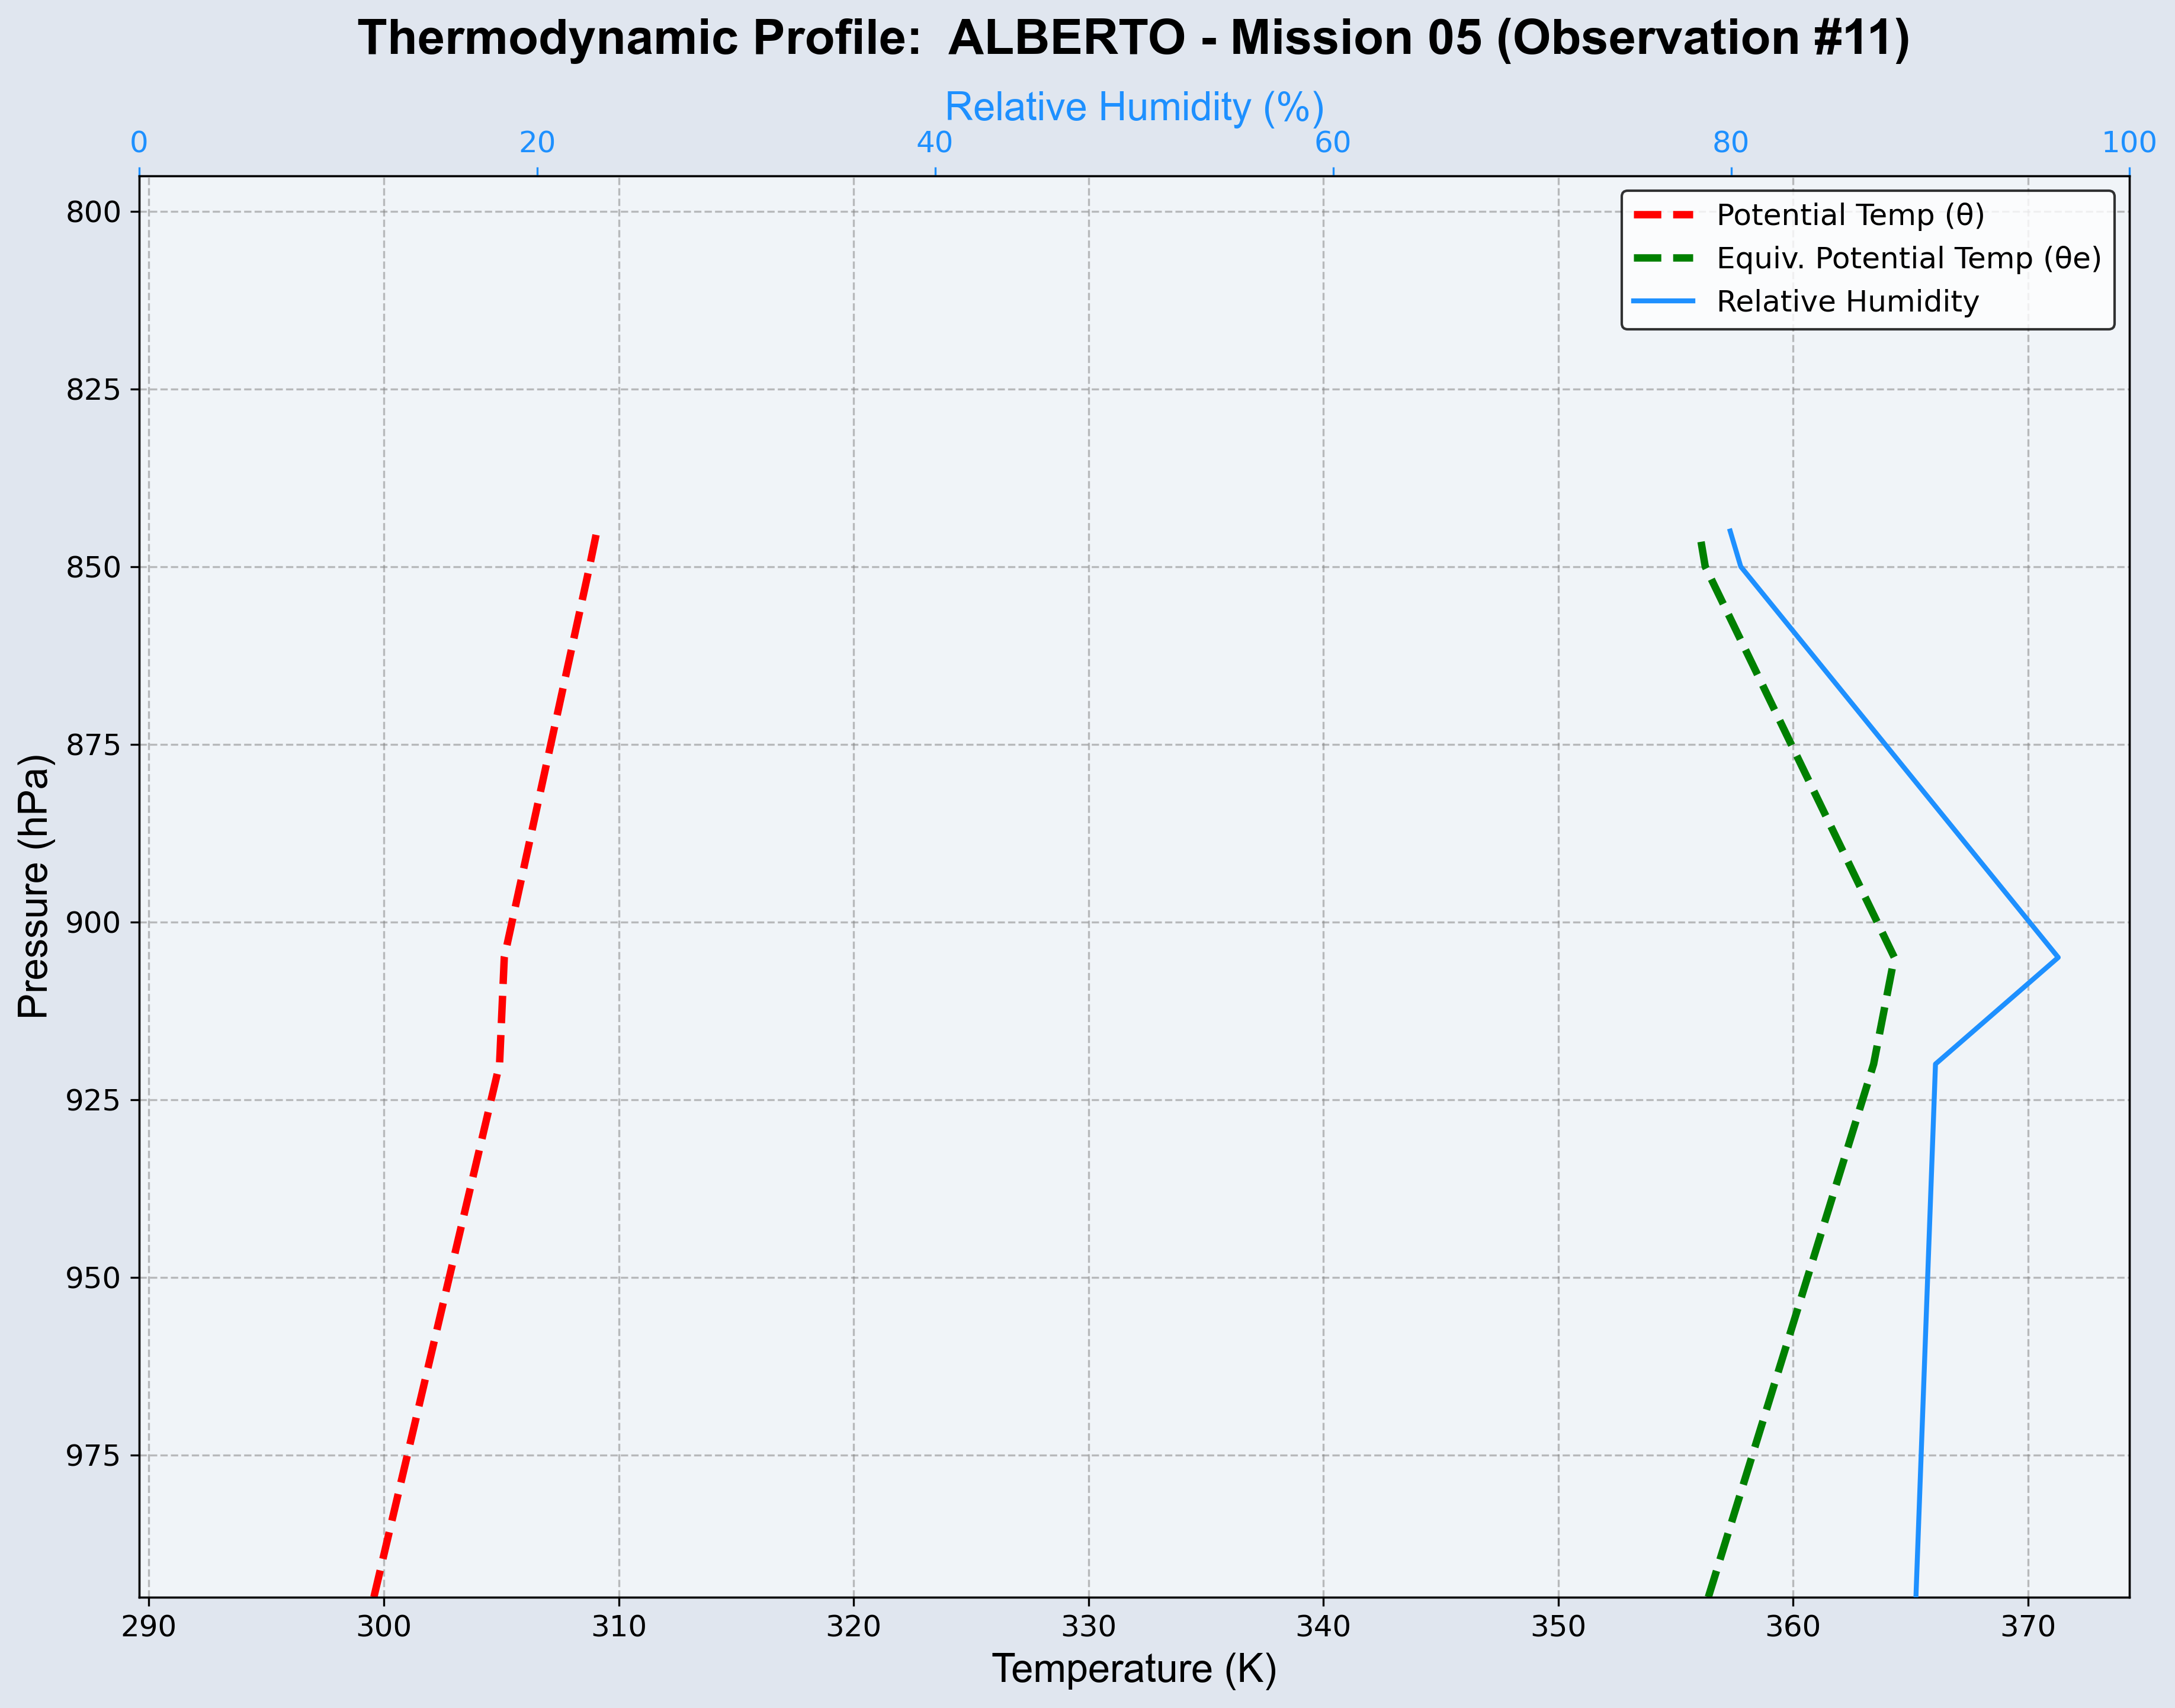 Thermodynamic Profile:  ALBERTO - Mission 05 (Observation #11)
Relative Humidity (%)
0 20 40 60 80 100
Potential Temp (θ)
Equiv. Potential Temp (θe)
Relative Humidity
800
825
850
875
900
925
950
975
Pressure (hPa)
290 300 310 320 330 340 350 360 370
Temperature (K)